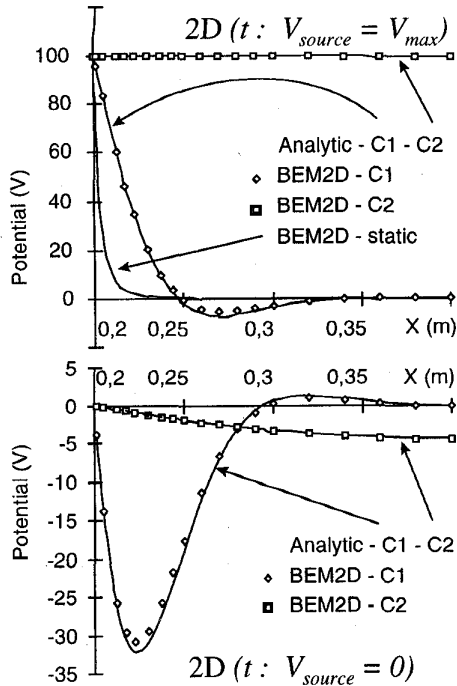 2D (t : V_source = V_max)
100
80
60
40
20
0
Potential (V)
Analytic - C1 - C2
BEM2D - C1
BEM2D - C2
BEM2D - static
0,2 0,25 0,3 0,35 X (m)
0,2 0,25 0,3 0,35 X (m)
5
0
-5
-10
-15
-20
-25
-30
-35
Potential (V)
Analytic - C1 - C2
BEM2D - C1
BEM2D - C2
2D (t : V_source = 0)